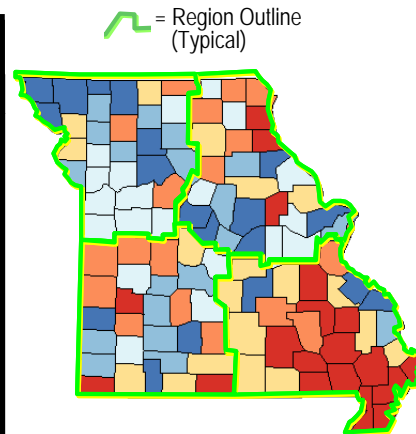 = Region Outline
(Typical)